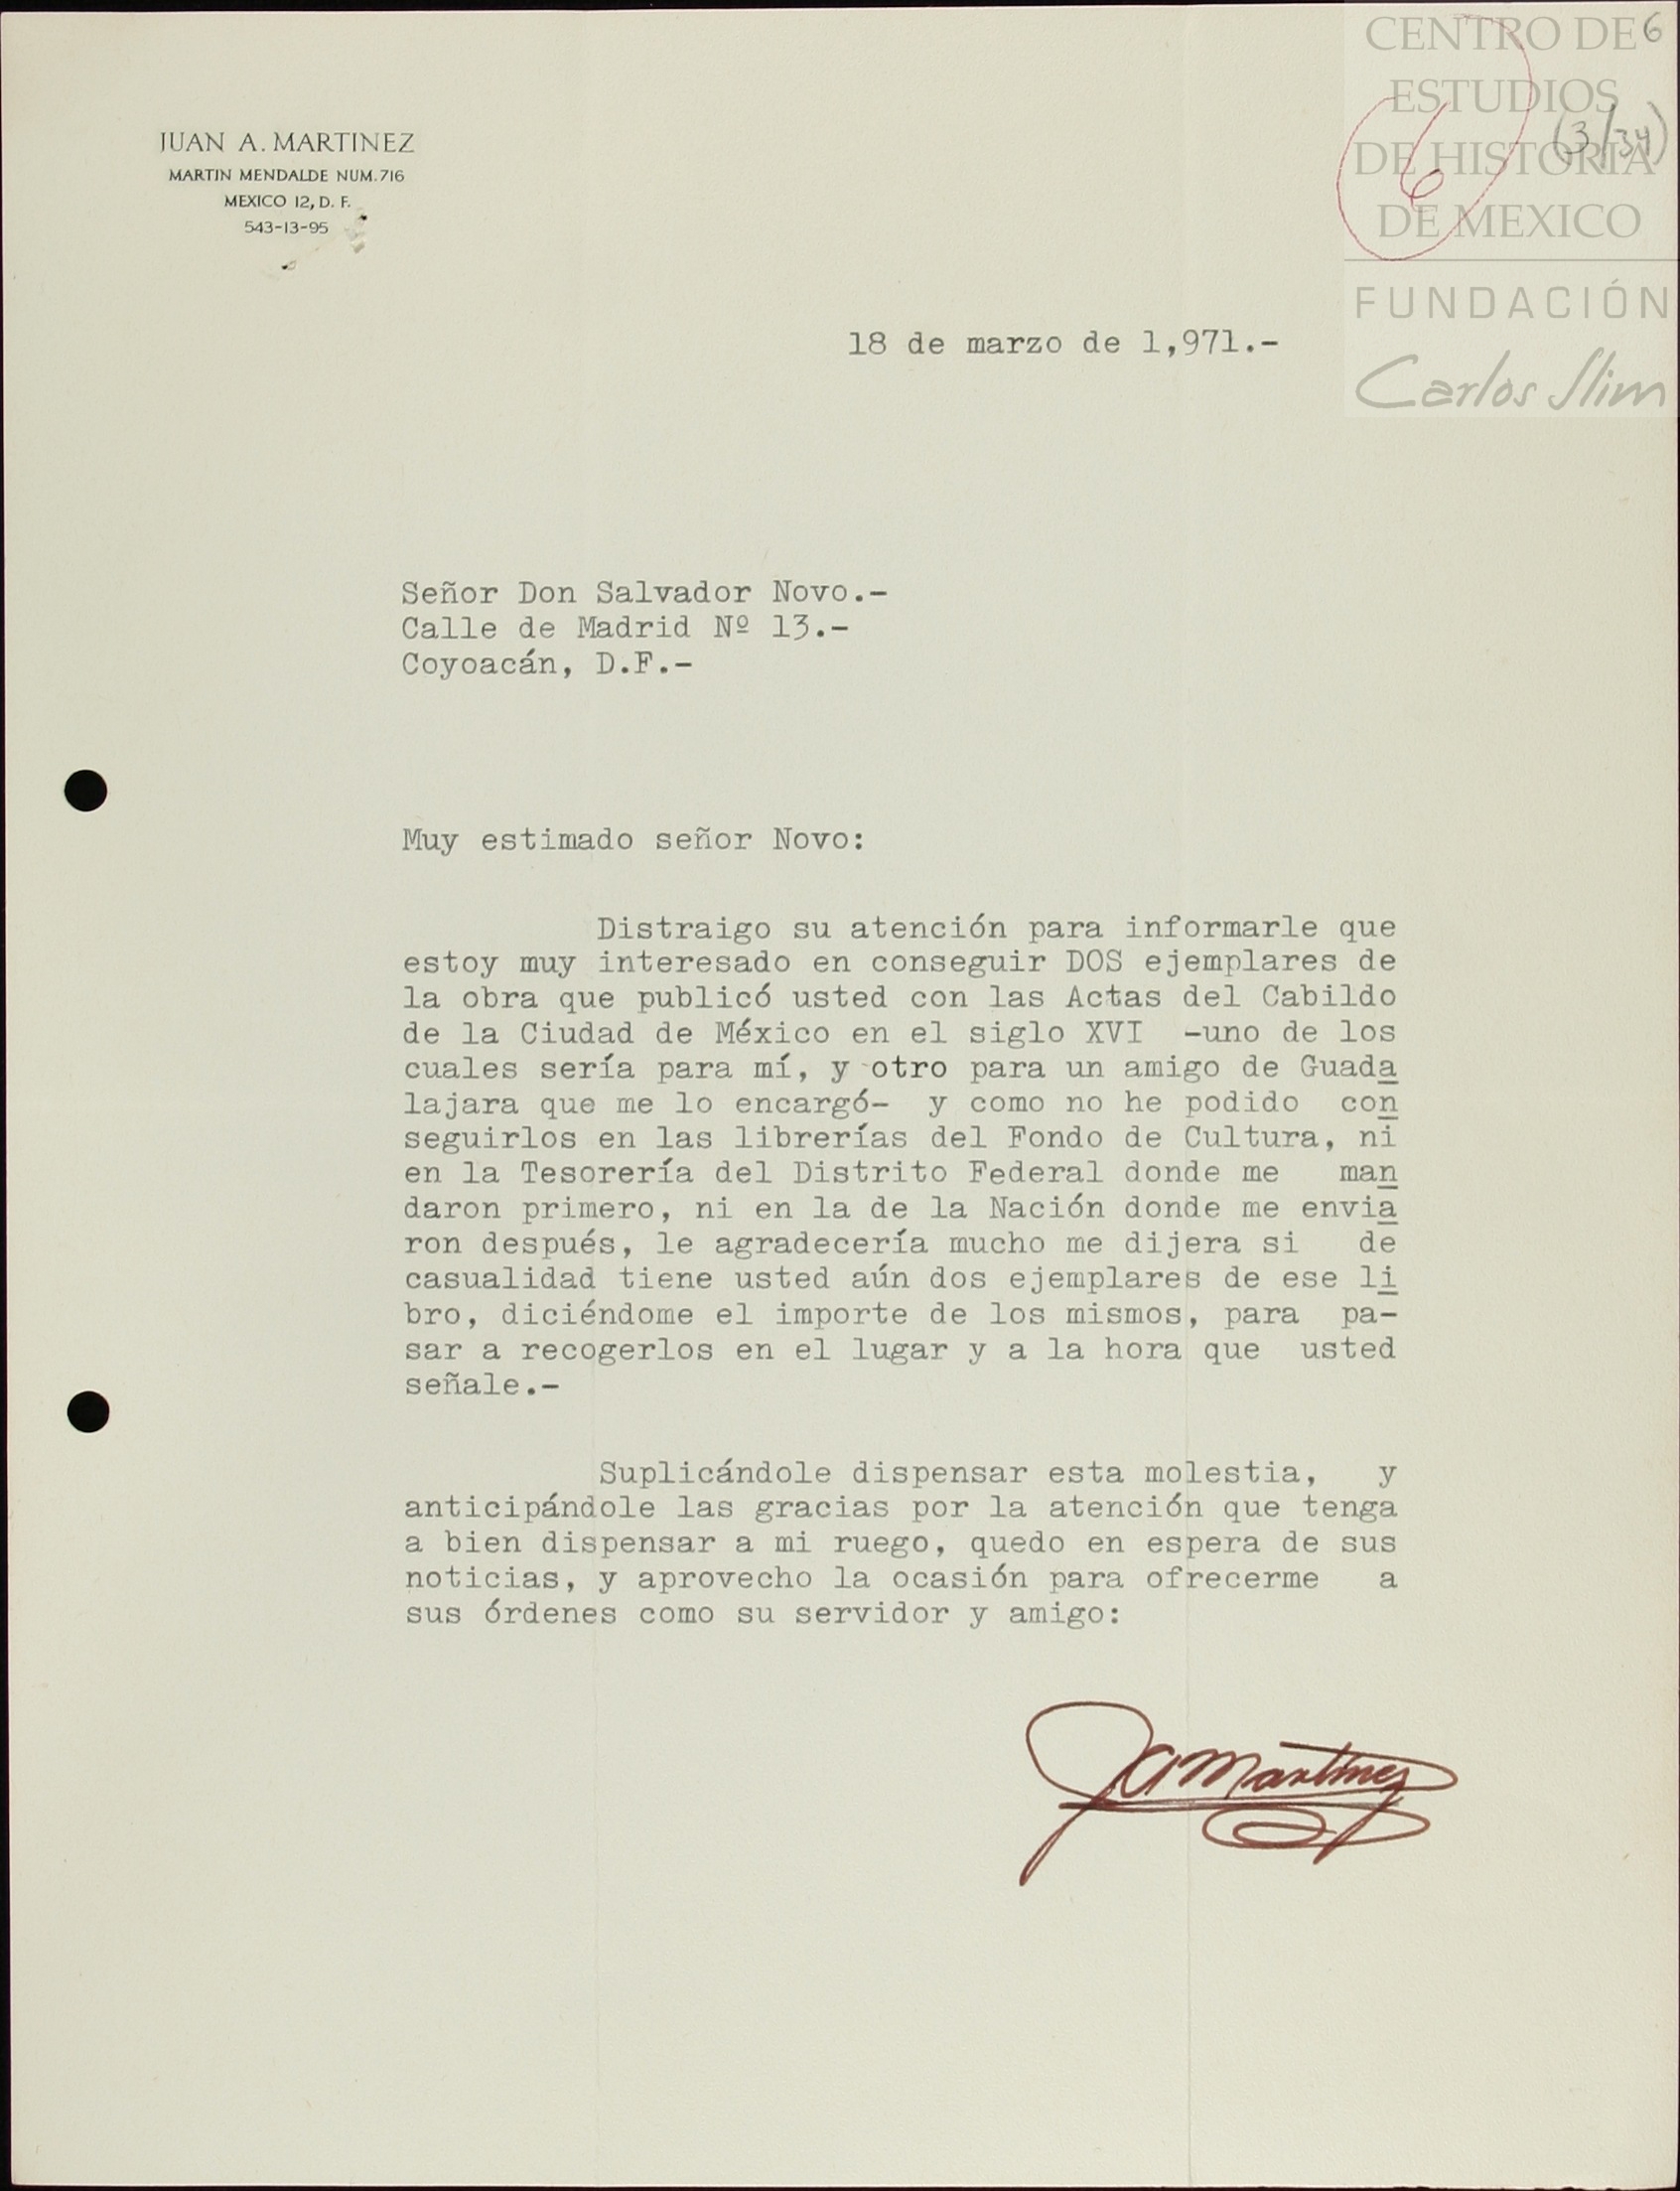 CENTRO DE 6
ESTUDIOS
DE HISTORIA
DE MEXICO
6
(3/34)
FUNDACIÓN
Carlos Slim
JUAN A. MARTINEZ
MARTIN MENDALDE NUM. 716
MEXICO 12, D. F.
543-13-95
18 de marzo de 1,971.-
Señor Don Salvador Novo.-
Calle de Madrid Nº 13.-
Coyoacán, D.F.-
Muy estimado señor Novo:
Distraigo su atención para informarle que
estoy muy interesado en conseguir DOS ejemplares de
la obra que publicó usted con las Actas del Cabildo
de la Ciudad de México en el siglo XVI -uno de los
cuales sería para mí, y otro para un amigo de Guada
lajara que me lo encargó- y como no he podido con
seguirlos en las librerías del Fondo de Cultura, ni
en la Tesorería del Distrito Federal donde me man
daron primero, ni en la de la Nación donde me envia
ron después, le agradecería mucho me dijera si de
casualidad tiene usted aún dos ejemplares de ese li
bro, diciéndome el importe de los mismos, para pa-
sar a recogerlos en el lugar y a la hora que usted
señale.-
Suplicándole dispensar esta molestia, y
anticipándole las gracias por la atención que tenga
a bien dispensar a mi ruego, quedo en espera de sus
noticias, y aprovecho la ocasión para ofrecerme a
sus órdenes como su servidor y amigo:
JAMartínez